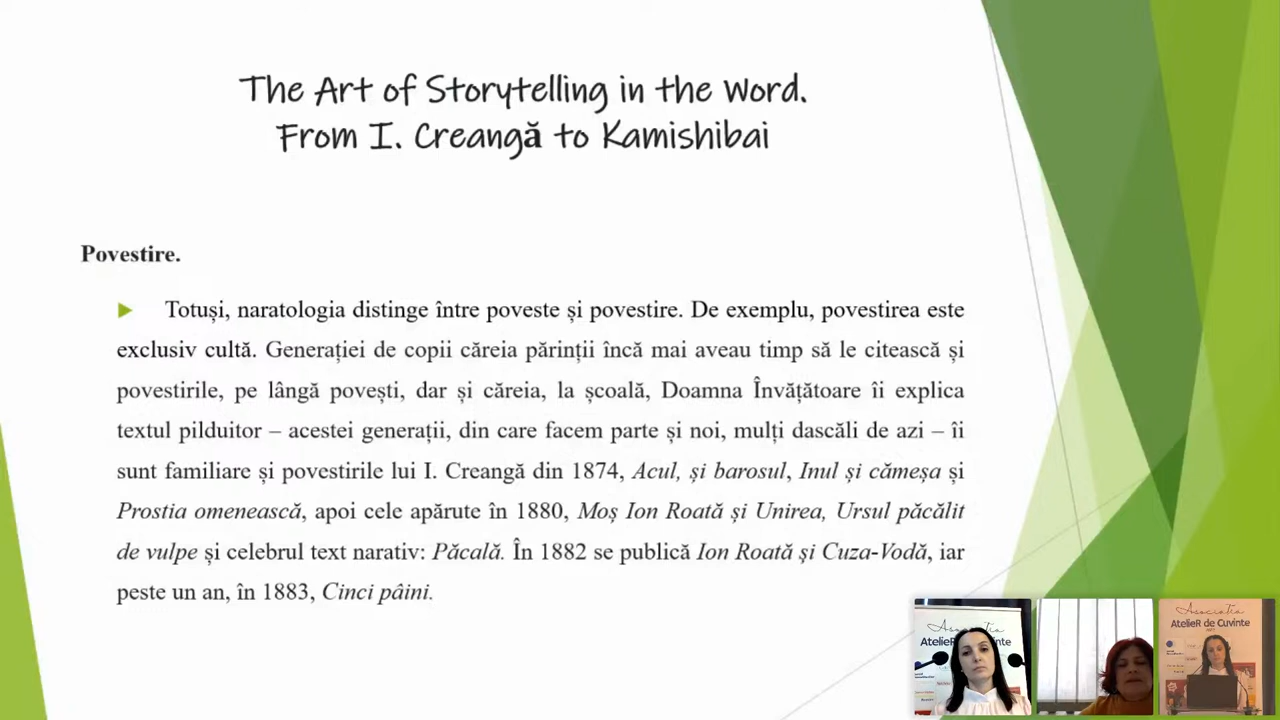 The Art of Storytelling in the Word.
From I. Creangă to Kamishibai
Povestire.
Totuși, naratologia distinge între poveste și povestire. De exemplu, povestirea este
exclusiv cultă. Generației de copii căreia părinții încă mai aveau timp să le citească și
povestirile, pe lângă povești, dar și căreia, la școală, Doamna Învățătoare îi explica
textul pilduitor – acestei generații, din care facem parte și noi, mulți dascăli de azi – îi
sunt familiare și povestirile lui I. Creangă din 1874, Acul, și barosul, Inul și cămeșa și
Prostia omenească, apoi cele apărute în 1880, Moș Ion Roată și Unirea, Ursul păcălit
de vulpe și celebrul text narativ: Păcală. În 1882 se publică Ion Roată și Cuza-Vodă, iar
peste un an, în 1883, Cinci pâini.
Asociatia
AtelieR de Cuvinte